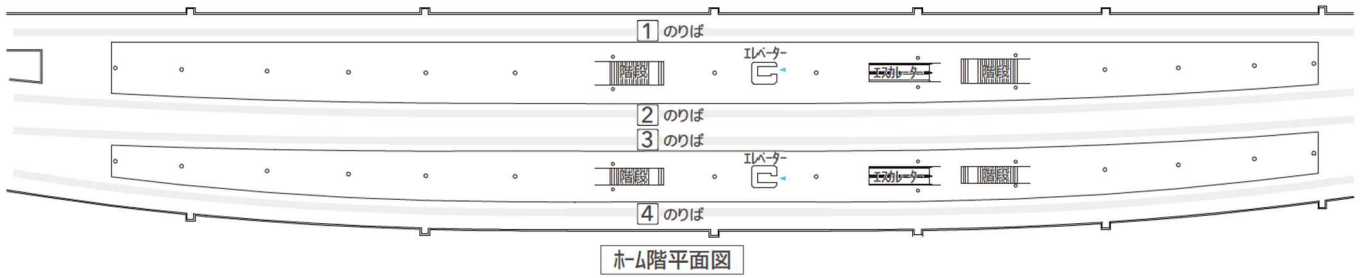 1 のりば
エレベーター
階段
エスカレーター
階段
2 のりば
3 のりば
エレベーター
階段
エスカレーター
階段
4 のりば
ホーム階平面図